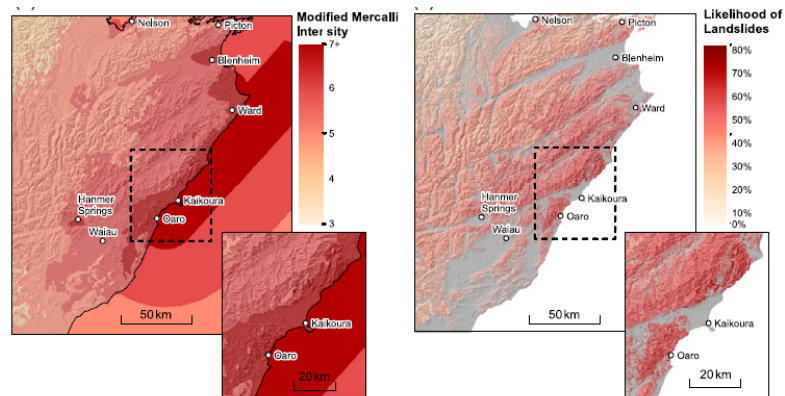 Modified Mercalli
Inter sity
7+
6
5
4
3
Nelson
Picton
Blenheim
Ward
Hanmer
Springs
Kaikoura
Oaro
Waiau
50 km
Kaikoura
Oaro
20 km
Likelihood of
Landslides
80%
70%
60%
50%
40%
30%
20%
10%
0%
Nelson
Picton
Blenheim
Ward
Hanmer
Springs
Kaikoura
Oaro
Waiau
50 km
Kaikoura
Oaro
20 km